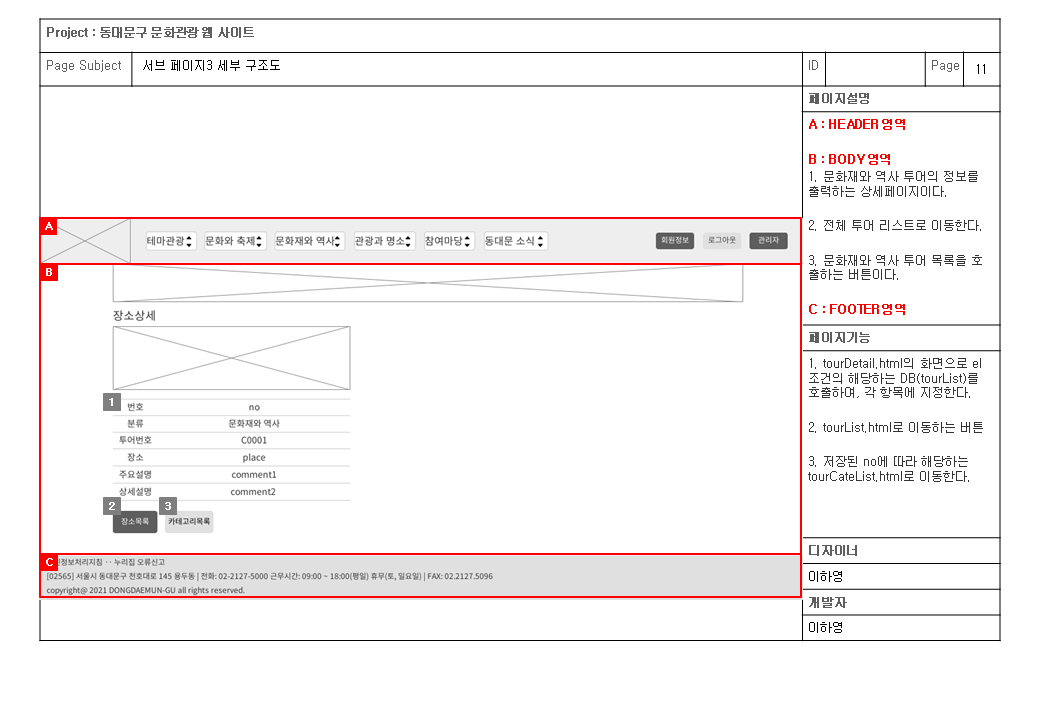 Project : 동대문구 문화관광 웹 사이트
Page Subject 서브 페이지3 세부 구조도 ID Page 11
페이지설명
A : HEADER 영역
B : BODY 영역
1. 문화재와 역사 투어의 정보를
출력하는 상세페이지이다.
2. 전체 투어 리스트로 이동한다.
3. 문화재와 역사 투어 목록을 호
출하는 버튼이다.
C : FOOTER 영역
페이지기능
1. tourDetail.html의 화면으로 el
조건의 해당하는 DB(tourList)를
호출하여, 각 항목에 지정한다.
2. tourList.html로 이동하는 버튼
3. 저장된 no에 따라 해당하는
tourCateList.html로 이동한다.
디자이너
이하영
개발자
이하영
A
테마관광 문화와 축제 문화재와 역사 관광과 명소 참여마당 동대문 소식 회원정보 로그아웃 관리자
B
장소상세
1
번호 no
분류 문화재와 역사
투어번호 C0001
장소 place
주요설명 comment1
상세설명 comment2
2 3
장소목록 카테고리목록
C
인정보처리지침 ·· 누리집 오류신고
[02565] 서울시 동대문구 천호대로 145 용두동 | 전화: 02-2127-5000 근무시간: 09:00 ~ 18:00(평일) 휴무(토, 일요일) | FAX: 02.2127.5096
copyright@ 2021 DONGDAEMUN-GU all rights reserved.